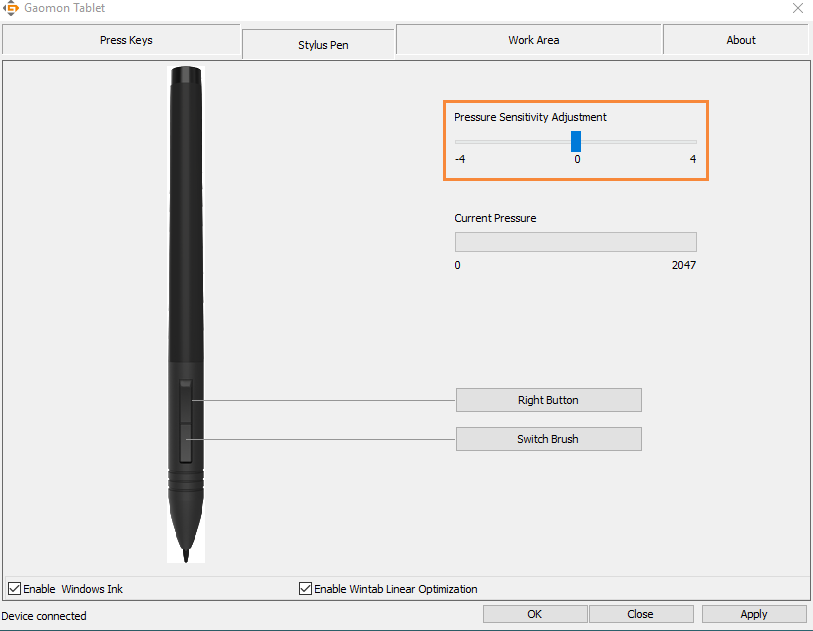 Gaomon Tablet
Press Keys
Stylus Pen
Work Area
About
Pressure Sensitivity Adjustment
-4 0 4
Current Pressure
0 2047
Right Button
Switch Brush
Enable Windows Ink
Enable Wintab Linear Optimization
Device connected
OK
Close
Apply